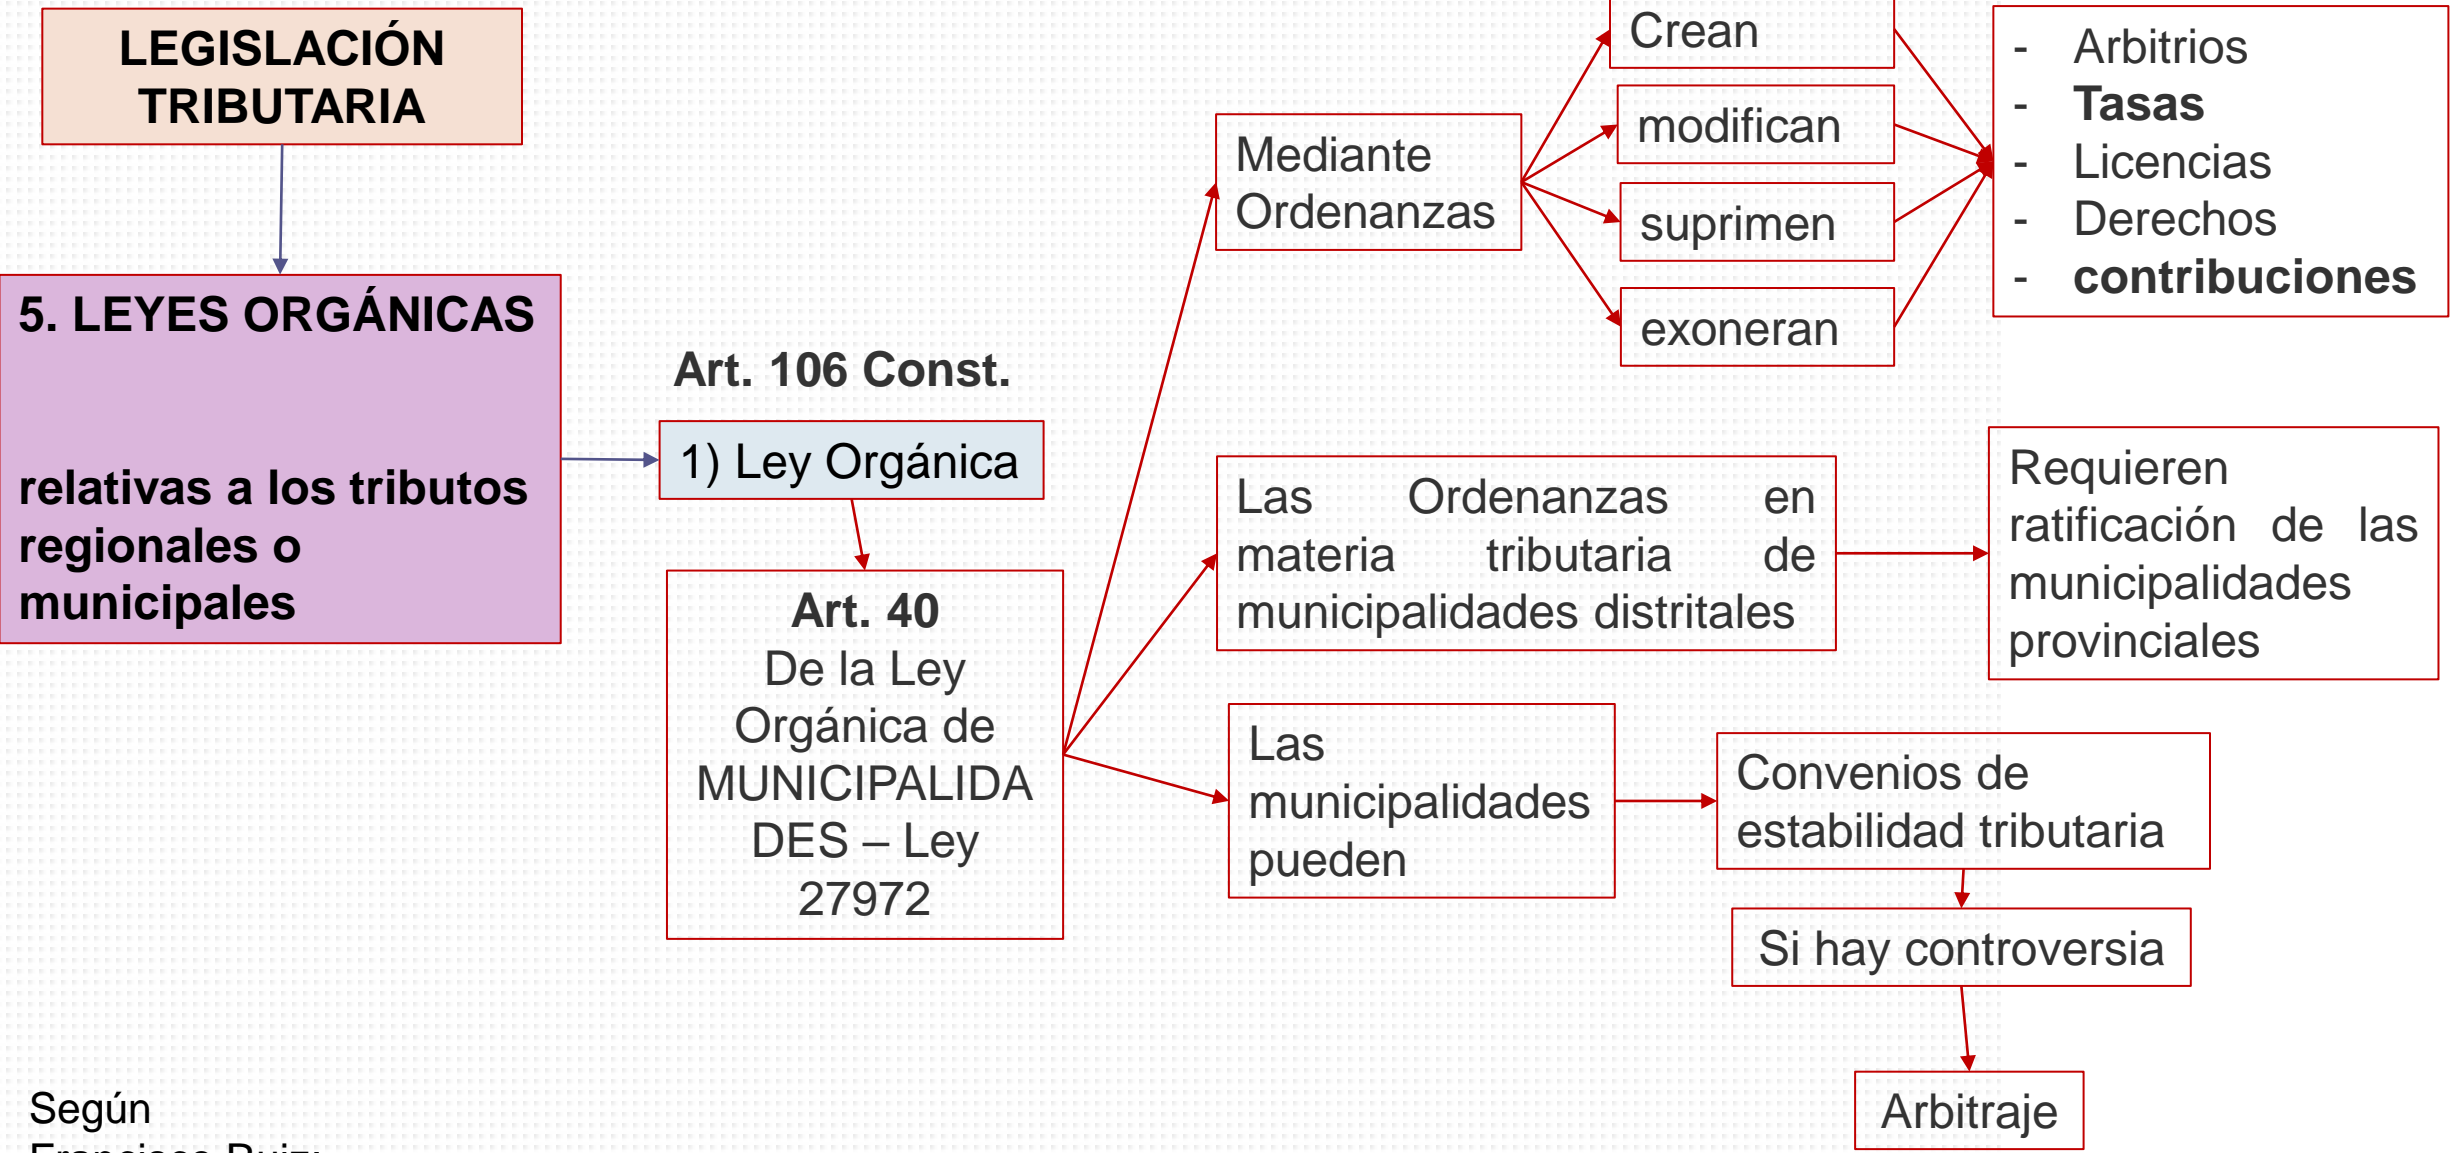 LEGISLACIÓN
TRIBUTARIA
5. LEYES ORGÁNICAS
relativas a los tributos
regionales o
municipales
Art. 106 Const.
1) Ley Orgánica
Art. 40
De la Ley
Orgánica de
MUNICIPALIDA
DES – Ley
27972
Mediante
Ordenanzas
Crean
modifican
suprimen
exoneran
- Arbitrios
- Tasas
- Licencias
- Derechos
- contribuciones
Las Ordenanzas en
materia tributaria de
municipalidades distritales
Requieren
ratificación de las
municipalidades
provinciales
Las
municipalidades
pueden
Convenios de
estabilidad tributaria
Si hay controversia
Arbitraje
Según
Francisco Ruiz: